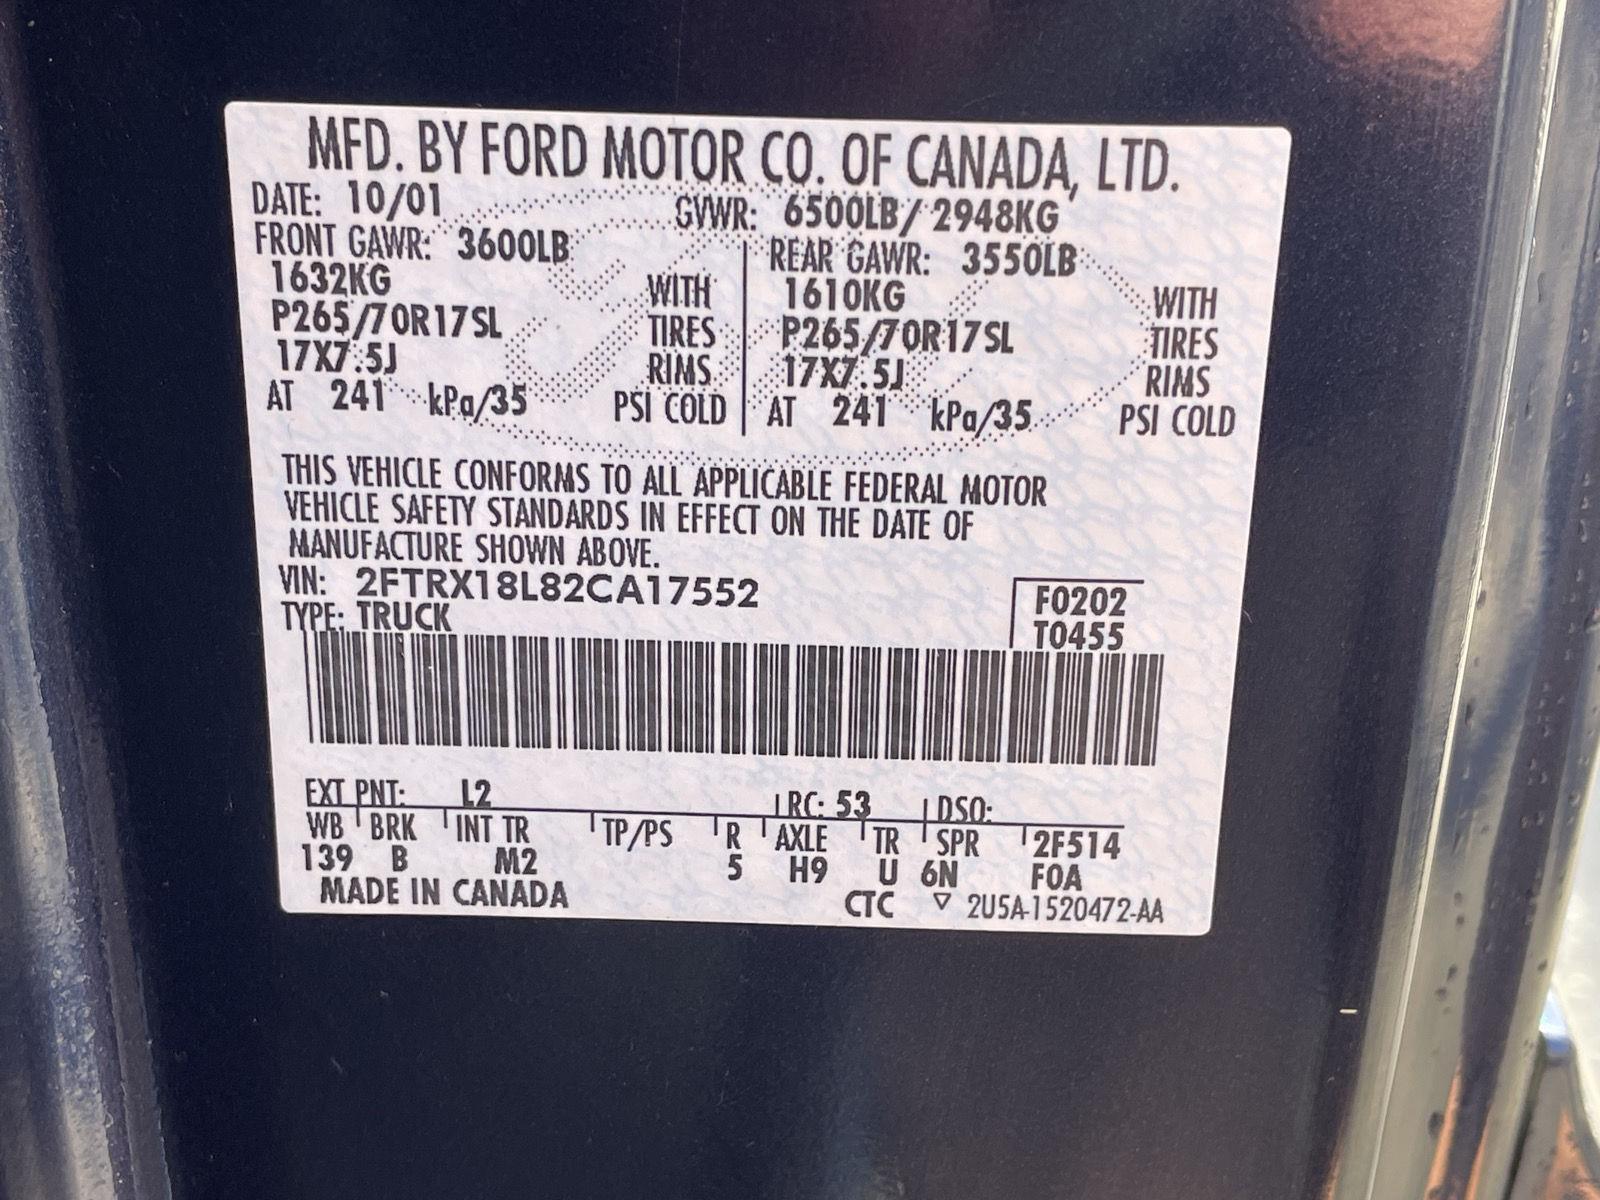 MFD. BY FORD MOTOR CO. OF CANADA, LTD.
DATE: 10/01 GVWR: 6500LB/ 2948KG
FRONT GAWR: 3600LB REAR GAWR: 3550LB
1632KG WITH 1610KG WITH
P265/70R17SL TIRES P265/70R17SL TIRES
17X7.5J RIMS 17X7.5J RIMS
AT 241 kPa/35 PSI COLD AT 241 kPa/35 PSI COLD
THIS VEHICLE CONFORMS TO ALL APPLICABLE FEDERAL MOTOR
VEHICLE SAFETY STANDARDS IN EFFECT ON THE DATE OF
MANUFACTURE SHOWN ABOVE.
VIN: 2FTRX18L82CA17552 F0202
TYPE: TRUCK T0455
EXT PNT: L2 RC: 53 DSO:
WB BRK INT TR TP/PS R AXLE TR SPR 2F514
139 B M2 5 H9 U 6N F0A
MADE IN CANADA CTC ▽ 2U5A-1520472-AA